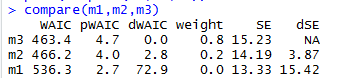 > compare(m1,m2,m3)
WAIC pWAIC dWAIC weight SE dSE
m3 463.4 4.7 0.0 0.8 15.23 NA
m2 466.2 4.0 2.8 0.2 14.19 3.87
m1 536.3 2.7 72.9 0.0 13.33 15.42